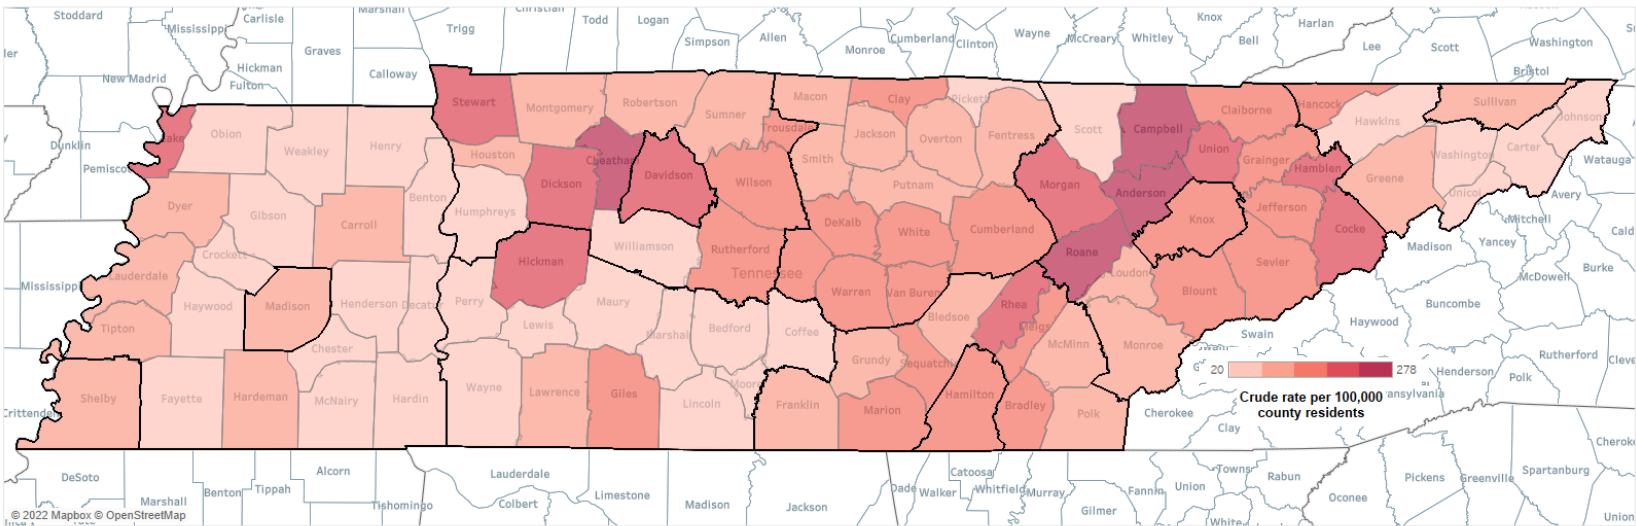 Stoddard
Mississippi
Carlisle
Marshall
Trigg
Christian
Todd
Logan
Simpson
Allen
Monroe
Cumberland
Clinton
Wayne
McCreary
Whitley
Knox
Bell
Harlan
Lee
Scott
Washington
Bristol
Graves
Hickman
New Madrid
Fulton
Calloway
Dunklin
Pemiscot
Lake
Obion
Weakley
Henry
Stewart
Montgomery
Robertson
Sumner
Macon
Clay
Pickett
Trousdale
Jackson
Overton
Fentress
Scott
Campbell
Claiborne
Hancock
Hawkins
Sullivan
Johnson
Houston
Dickson
Cheatham
Davidson
Wilson
Smith
Putnam
Morgan
Anderson
Union
Grainger
Hamblen
Greene
Washington
Carter
Unicoi
Watauga
Avery
Mitchell
Yancey
Madison
Burke
McDowell
Buncombe
Dyer
Gibson
Carroll
Benton
Humphreys
Hickman
Williamson
Rutherford
Tennessee
DeKalb
White
Cumberland
Roane
Knox
Jefferson
Cocke
Sevier
Loudon
Blount
Mississippi
Lauderdale
Crockett
Haywood
Madison
Henderson
Decatur
Perry
Lewis
Maury
Marshall
Bedford
Coffee
Warren
Van Buren
Bledsoe
Rhea
Meigs
McMinn
Monroe
Swain
Haywood
Rutherford
Henderson
Polk
Tipton
Chester
Shelby
Fayette
Hardeman
McNairy
Hardin
Wayne
Lawrence
Giles
Lincoln
Moore
Franklin
Grundy
Sequatchie
Marion
Hamilton
Bradley
Polk
Cherokee
Clay
20
278
Crude rate per 100,000
county residents
Crittenden
DeSoto
Marshall
Benton
Tippah
Alcorn
Tishomingo
Lauderdale
Colbert
Limestone
Madison
Jackson
Dade
Walker
Catoosa
Whitfield
Murray
Gilmer
Fannin
Union
Towns
White
Rabun
Oconee
Pickens
Greenville
Spartanburg
Union
© 2022 Mapbox © OpenStreetMap